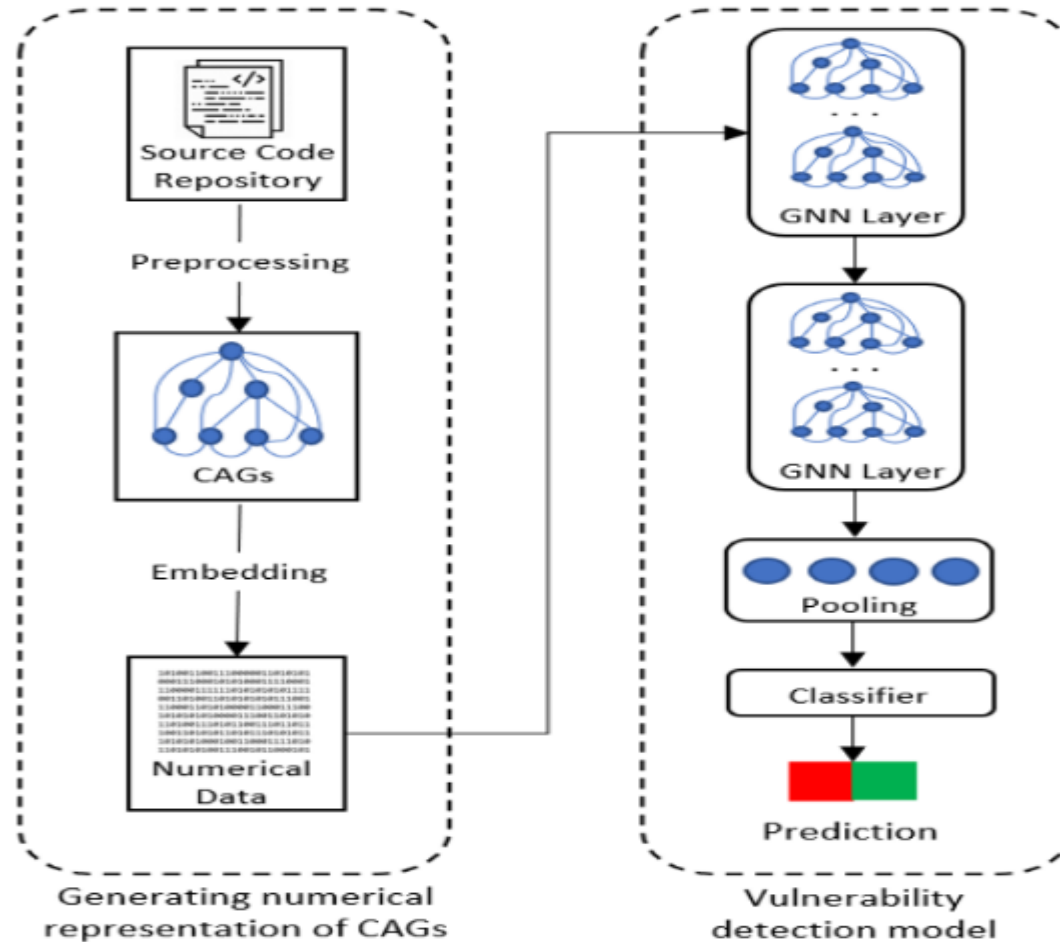 </>
Source Code
Repository
Preprocessing
CAGs
Embedding
Numerical
Data
Generating numerical
representation of CAGs
. . .
GNN Layer
. . .
GNN Layer
Pooling
Classifier
Prediction
Vulnerability
detection model